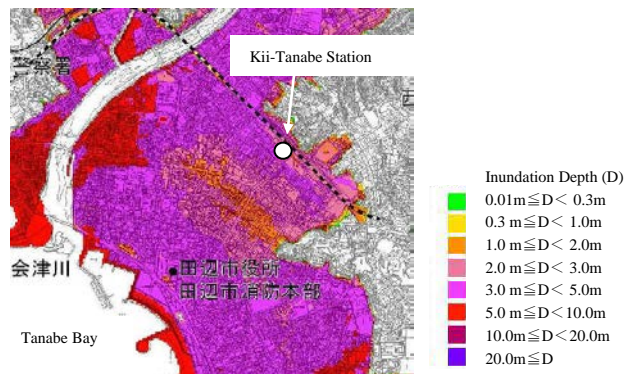 Kii-Tanabe Station
警察署
会津川
田辺市役所
田辺市消防本部
Tanabe Bay
Inundation Depth (D)
0.01m≦D< 0.3m
0.3 m≦D< 1.0m
1.0 m≦D< 2.0m
2.0 m≦D< 3.0m
3.0 m≦D< 5.0m
5.0 m≦D<10.0m
10.0m≦D<20.0m
20.0m≦D